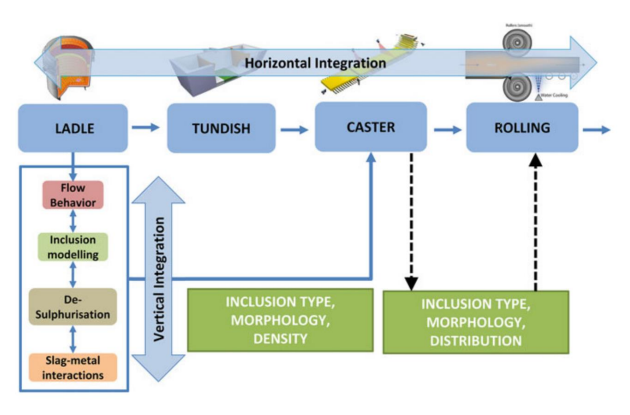 Rollers (smooth)
Horizontal Integration
Water Cooling
LADLE
TUNDISH
CASTER
ROLLING
Flow
Behavior
Inclusion
modelling
De-
Sulphurisation
Slag-metal
interactions
Vertical Integration
INCLUSION TYPE,
MORPHOLOGY,
DENSITY
INCLUSION TYPE,
MORPHOLOGY,
DISTRIBUTION